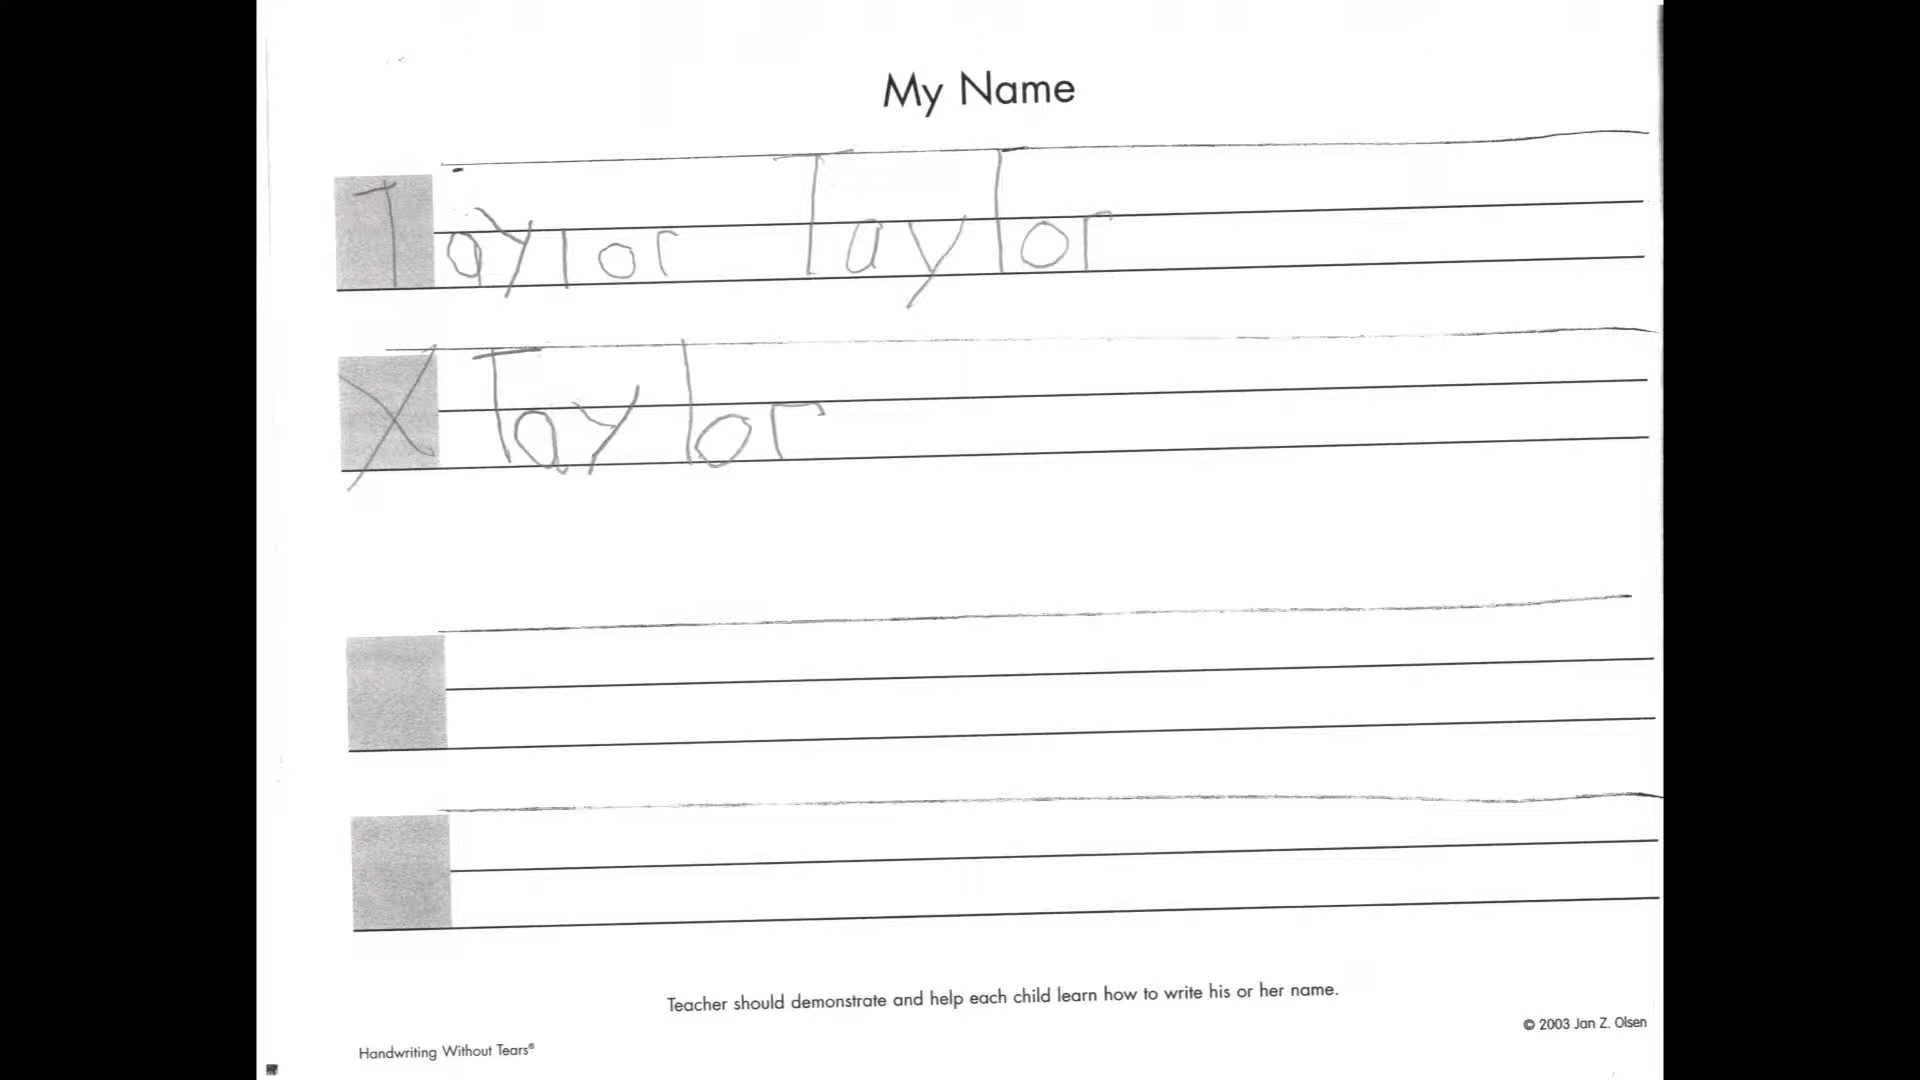 My Name
Taylor Taylor
X Taylor
Teacher should demonstrate and help each child learn how to write his or her name.
© 2003 Jan Z. Olsen
Handwriting Without Tears®